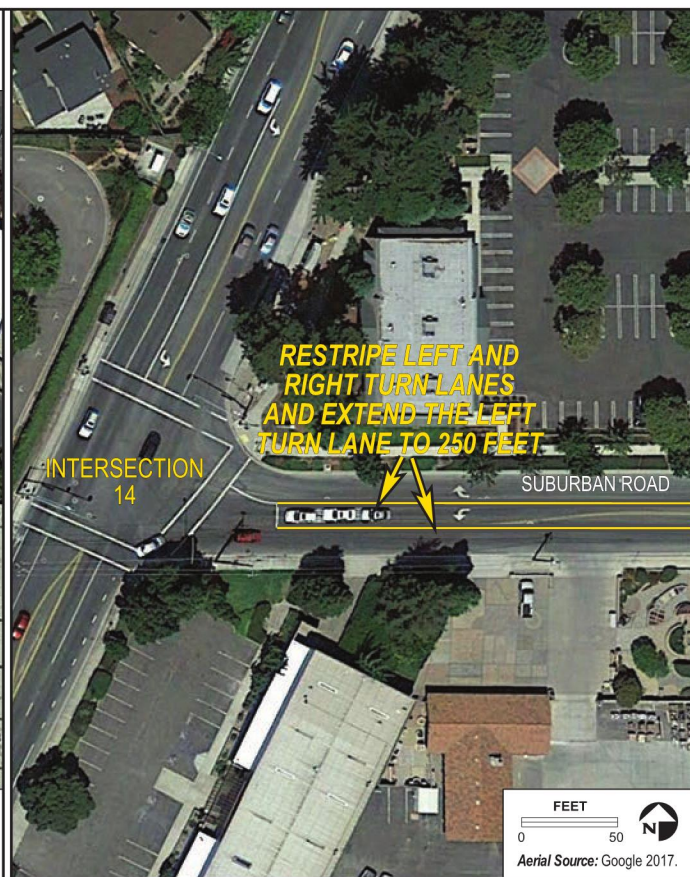 RESTRIPE LEFT AND
RIGHT TURN LANES
AND EXTEND THE LEFT
TURN LANE TO 250 FEET
INTERSECTION
14
SUBURBAN ROAD
FEET
0 50
N
Aerial Source: Google 2017.